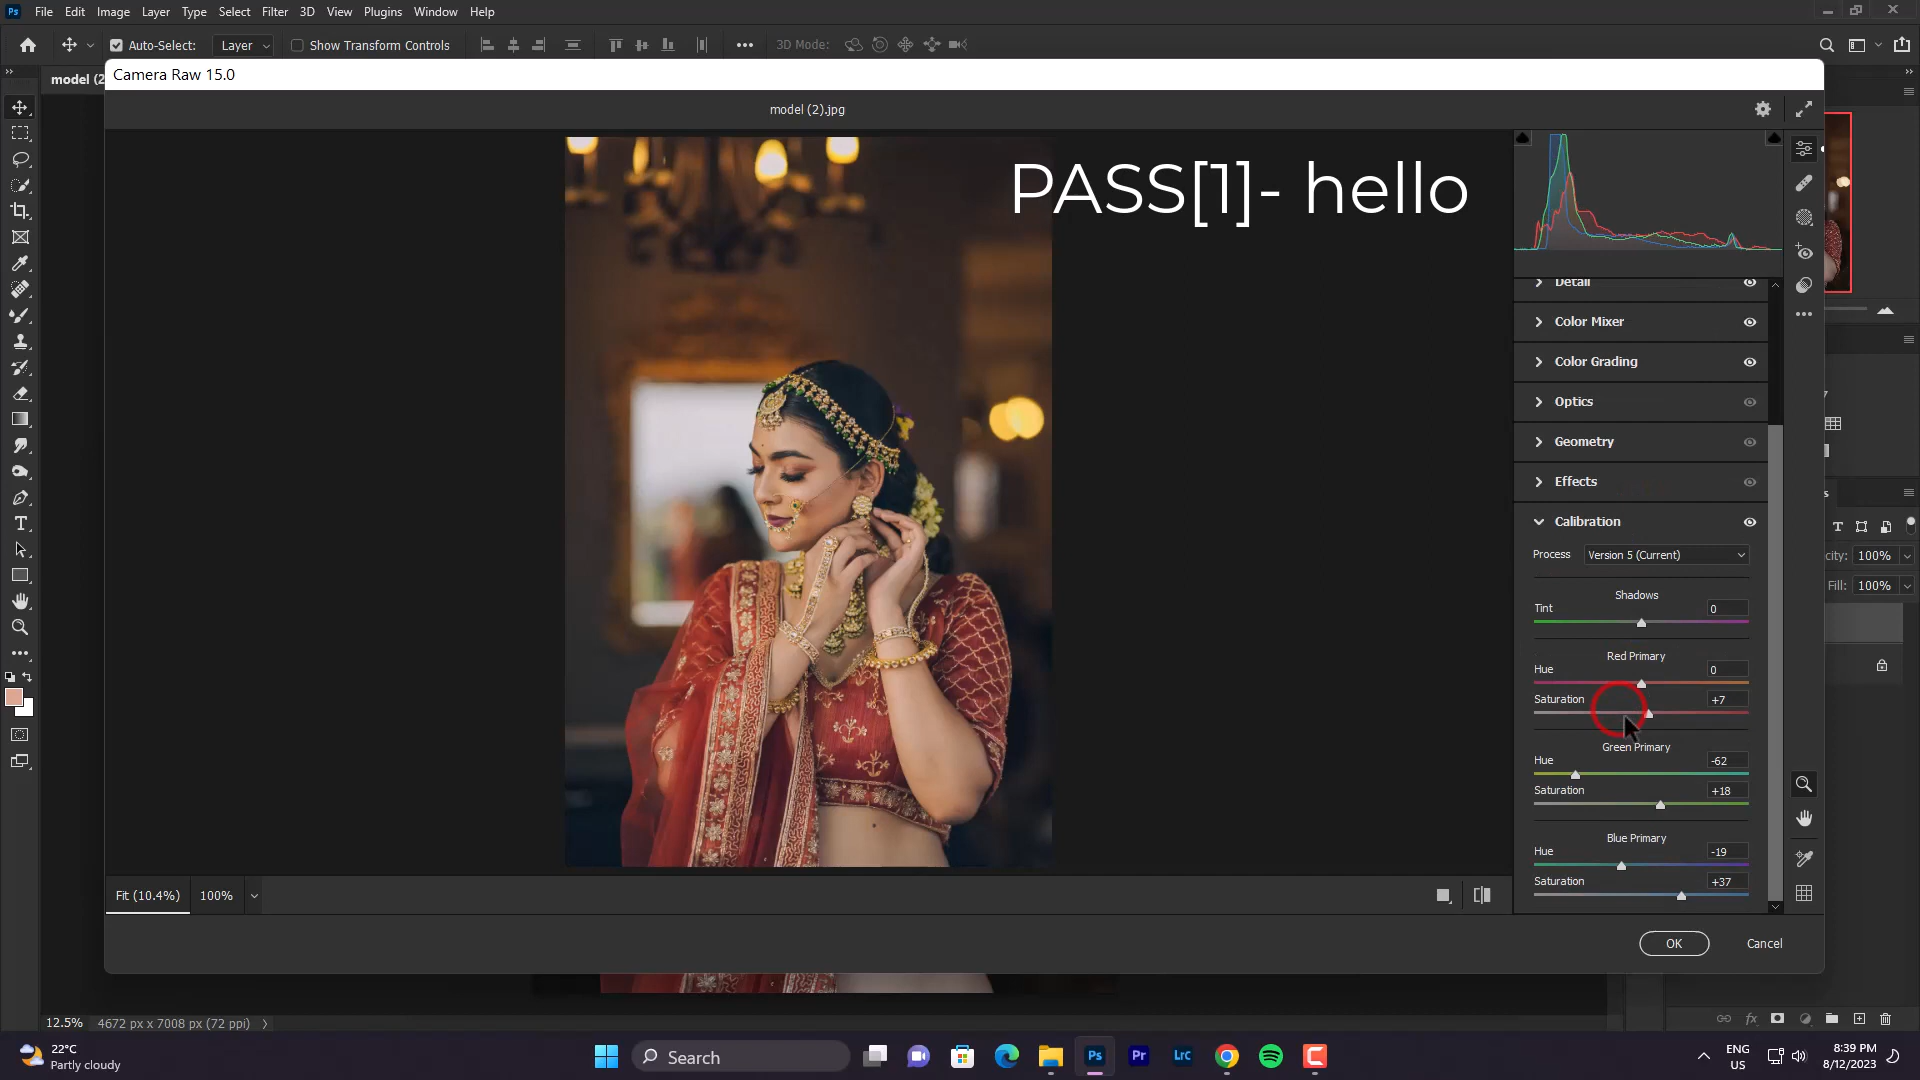 Ps File Edit Image Layer Type Select Filter 3D View Plugins Window Help
Auto-Select: Layer Show Transform Controls ••• 3D Mode:
model (2
Camera Raw 15.0
model (2).jpg
PASS[1]- hello
Detail
Color Mixer
Color Grading
Optics
Geometry
Effects
Calibration
Process Version 5 (Current)
Shadows
Tint 0
Red Primary
Hue 0
Saturation +7
Green Primary
Hue -62
Saturation +18
Blue Primary
Hue -19
Saturation +37
city: 100%
Fill: 100%
Fit (10.4%) 100%
OK Cancel
12.5% 4672 px x 7008 px (72 ppi)
22°C
Partly cloudy
Search
Ps Pr LrC
ENG
US
8:39 PM
8/12/2023